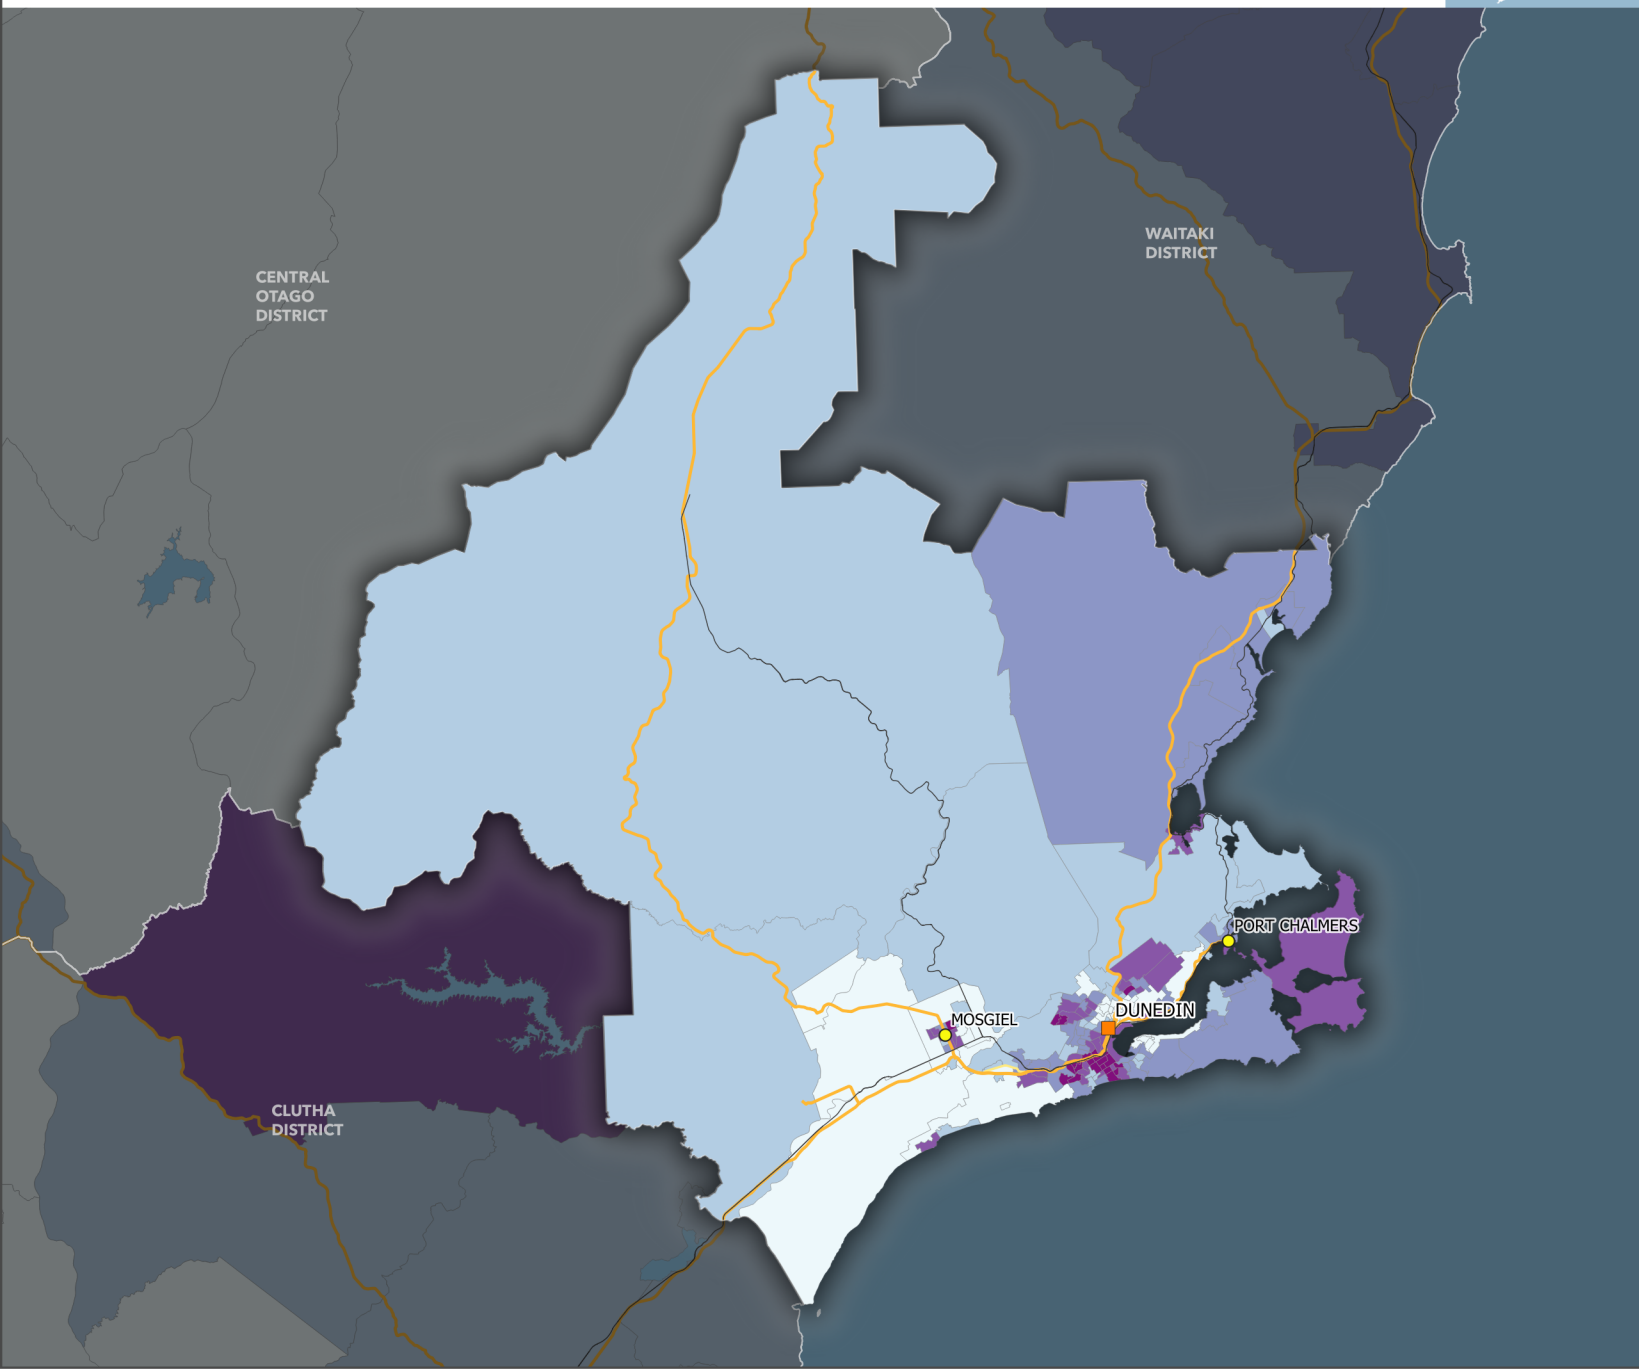 WAITAKI
DISTRICT
CENTRAL
OTAGO
DISTRICT
PORT CHALMERS
DUNEDIN
MOSGIEL
CLUTHA
DISTRICT